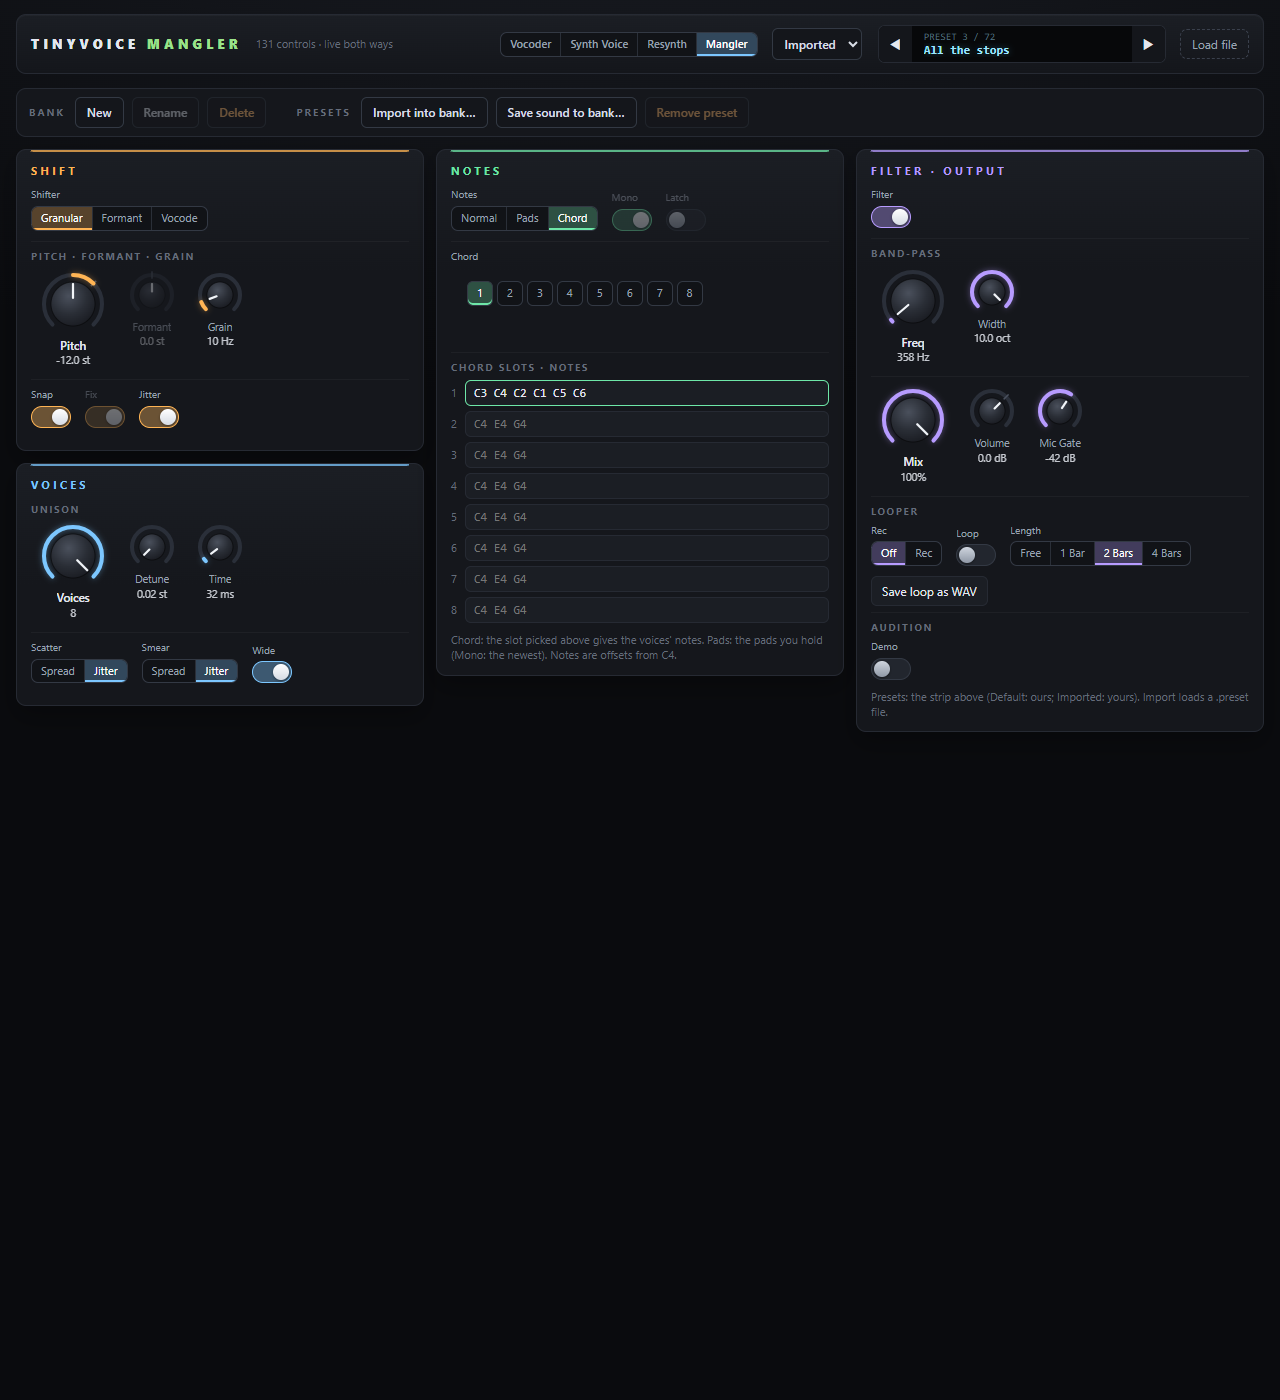 TINYVOICE MANGLER
131 controls · live both ways
Vocoder
Synth Voice
Resynth
Mangler
Imported
◀
PRESET 3 / 72
All the stops
▶
Load file
BANK
New
Rename
Delete
PRESETS
Import into bank...
Save sound to bank...
Remove preset
SHIFT
Shifter
Granular
Formant
Vocode
PITCH · FORMANT · GRAIN
Pitch
-12.0 st
Formant
0.0 st
Grain
10 Hz
Snap
Fix
Jitter
VOICES
UNISON
Voices
8
Detune
0.02 st
Time
32 ms
Scatter
Spread
Jitter
Smear
Spread
Jitter
Wide
NOTES
Notes
Normal
Pads
Chord
Mono
Latch
Chord
1
2
3
4
5
6
7
8
CHORD SLOTS · NOTES
1 C3 C4 C2 C1 C5 C6
2 C4 E4 G4
3 C4 E4 G4
4 C4 E4 G4
5 C4 E4 G4
6 C4 E4 G4
7 C4 E4 G4
8 C4 E4 G4
Chord: the slot picked above gives the voices' notes. Pads: the pads you hold
(Mono: the newest). Notes are offsets from C4.
FILTER · OUTPUT
Filter
BAND-PASS
Freq
358 Hz
Width
10.0 oct
Mix
100%
Volume
0.0 dB
Mic Gate
-42 dB
LOOPER
Rec
Off
Rec
Loop
Length
Free
1 Bar
2 Bars
4 Bars
Save loop as WAV
AUDITION
Demo
Presets: the strip above (Default: ours; Imported: yours). Import loads a .preset
file.